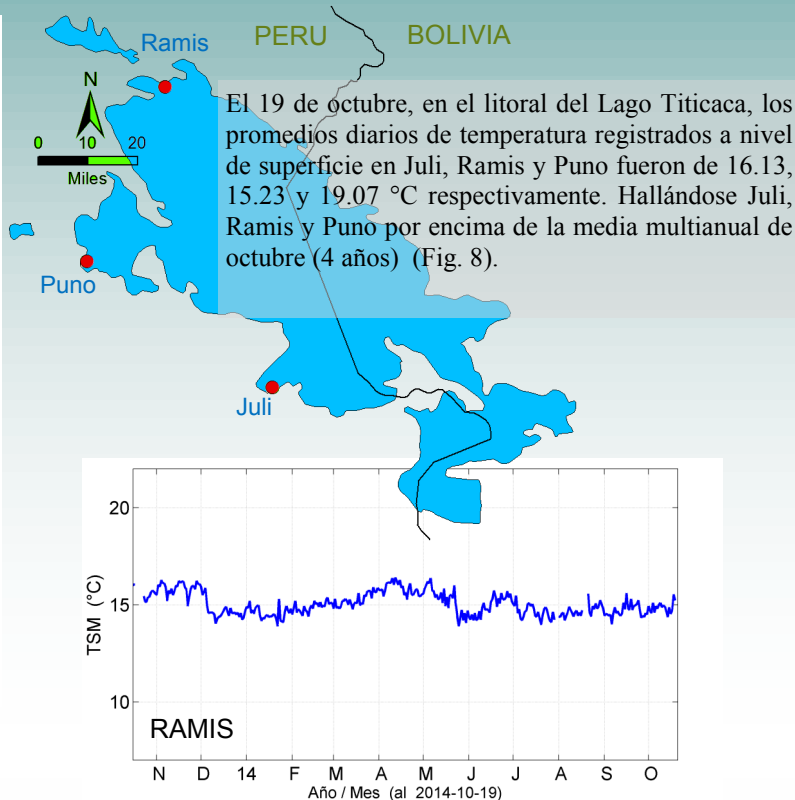 Ramis
PERU
BOLIVIA
N
0 10 20
Miles
El 19 de octubre, en el litoral del Lago Titicaca, los
promedios diarios de temperatura registrados a nivel
de superficie en Juli, Ramis y Puno fueron de 16.13,
15.23 y 19.07 °C respectivamente. Hallándose Juli,
Ramis y Puno por encima de la media multianual de
octubre (4 años) (Fig. 8).
Puno
Juli
20
15
10
TSM (°C)
RAMIS
N D 14 F M A M J J A S O
Año / Mes (al 2014-10-19)